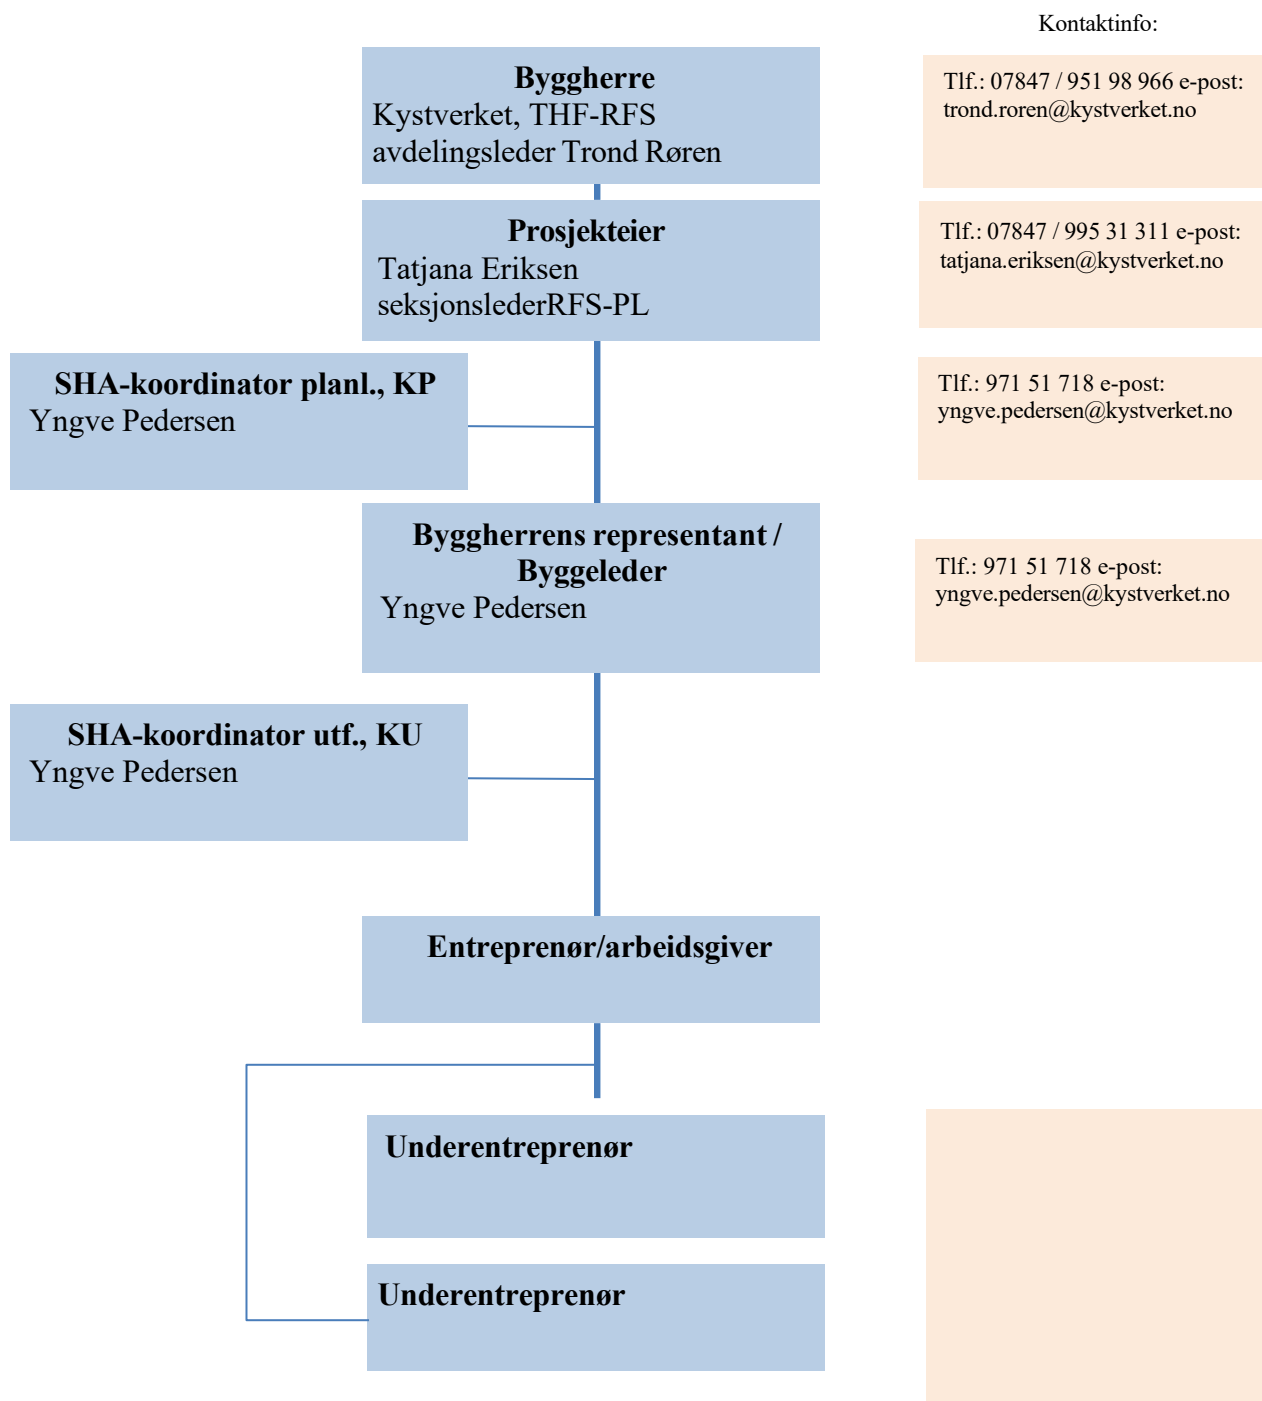 Kontaktinfo:
Byggherre
Kystverket, THF-RFS
avdelingsleder Trond Røren
Tlf.: 07847 / 951 98 966 e-post:
trond.roren@kystverket.no
Prosjekteier
Tatjana Eriksen
seksjonslederRFS-PL
Tlf.: 07847 / 995 31 311 e-post:
tatjana.eriksen@kystverket.no
SHA-koordinator planl., KP
Yngve Pedersen
Tlf.: 971 51 718 e-post:
yngve.pedersen@kystverket.no
Byggherrens representant /
Byggeleder
Yngve Pedersen
Tlf.: 971 51 718 e-post:
yngve.pedersen@kystverket.no
SHA-koordinator utf., KU
Yngve Pedersen
Entreprenør/arbeidsgiver
Underentreprenør
Underentreprenør